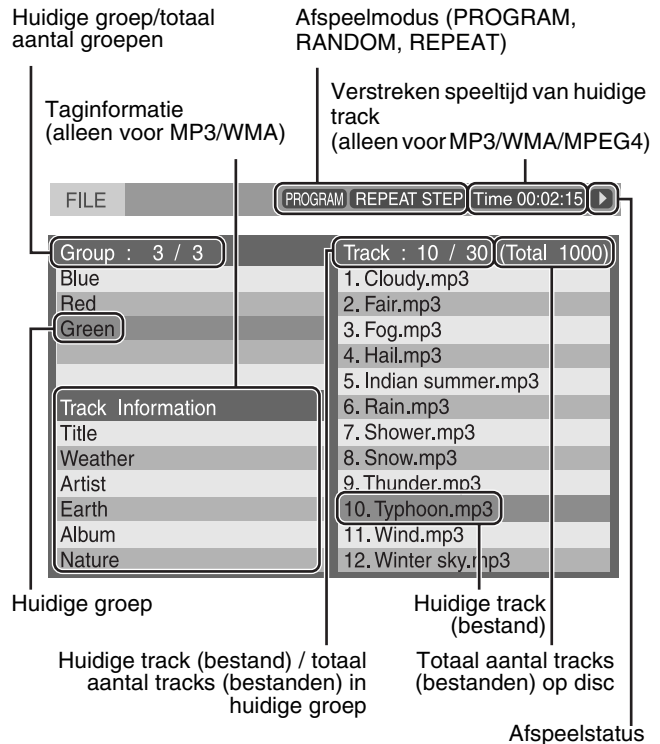 Huidige groep/totaal
aantal groepen
Afspeelmodus (PROGRAM,
RANDOM, REPEAT)
Taginformatie
(alleen voor MP3/WMA)
Verstreken speeltijd van huidige
track
(alleen voor MP3/WMA/MPEG4)
FILE
PROGRAM REPEAT STEP Time 00:02:15
Group : 3 / 3
Blue
Red
Green
Track Information
Title
Weather
Artist
Earth
Album
Nature
Track : 10 / 30 (Total 1000)
1. Cloudy.mp3
2. Fair.mp3
3. Fog.mp3
4. Hail.mp3
5. Indian summer.mp3
6. Rain.mp3
7. Shower.mp3
8. Snow.mp3
9. Thunder.mp3
10. Typhoon.mp3
11. Wind.mp3
12. Winter sky.mp3
Huidige groep
Huidige track
(bestand)
Huidige track (bestand) / totaal
aantal tracks (bestanden) in
huidige groep
Totaal aantal tracks
(bestanden) op disc
Afspeelstatus